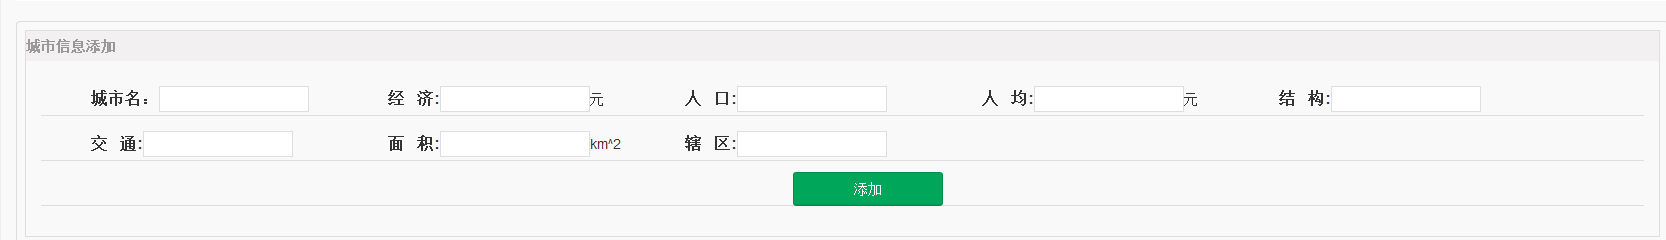 城市信息添加
城市名： 经 济: 元 人 口: 人 均: 元 结 构:
交 通: 面 积: km^2 辖 区:
添加